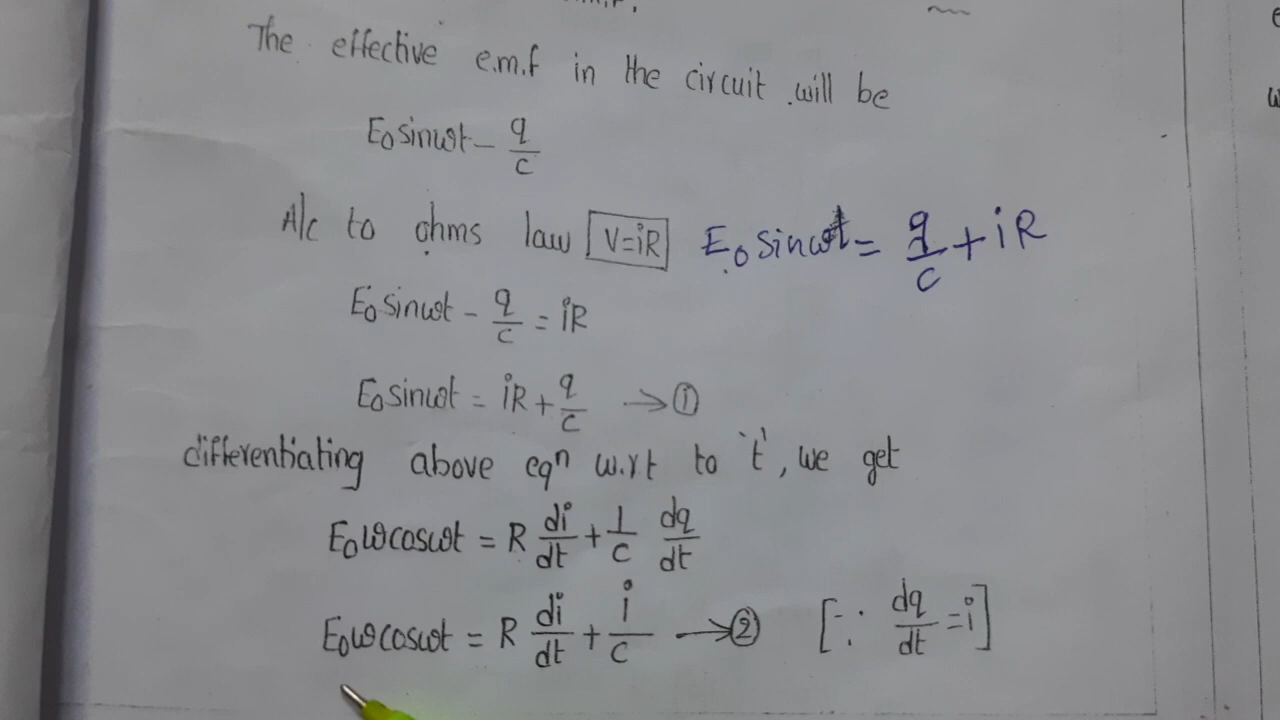 The effective e.m.f in the circuit will be
E₀sinωt - q/c
A/c to ohms law V=iR E₀sinωt = q/c + iR
E₀sinωt - q/c = iR
E₀sinωt = iR + q/c → ①
differentiating above eqⁿ w.r.t to 't', we get
E₀ωcosωt = R di/dt + 1/c dq/dt
E₀ωcosωt = R di/dt + i/c → ② [∵ dq/dt = i]